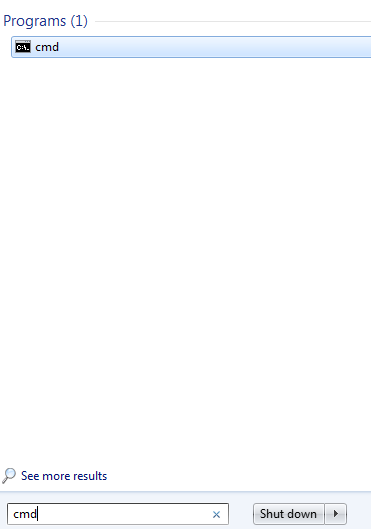 Programs (1)
C:\. cmd
See more results
cmd
Shut down